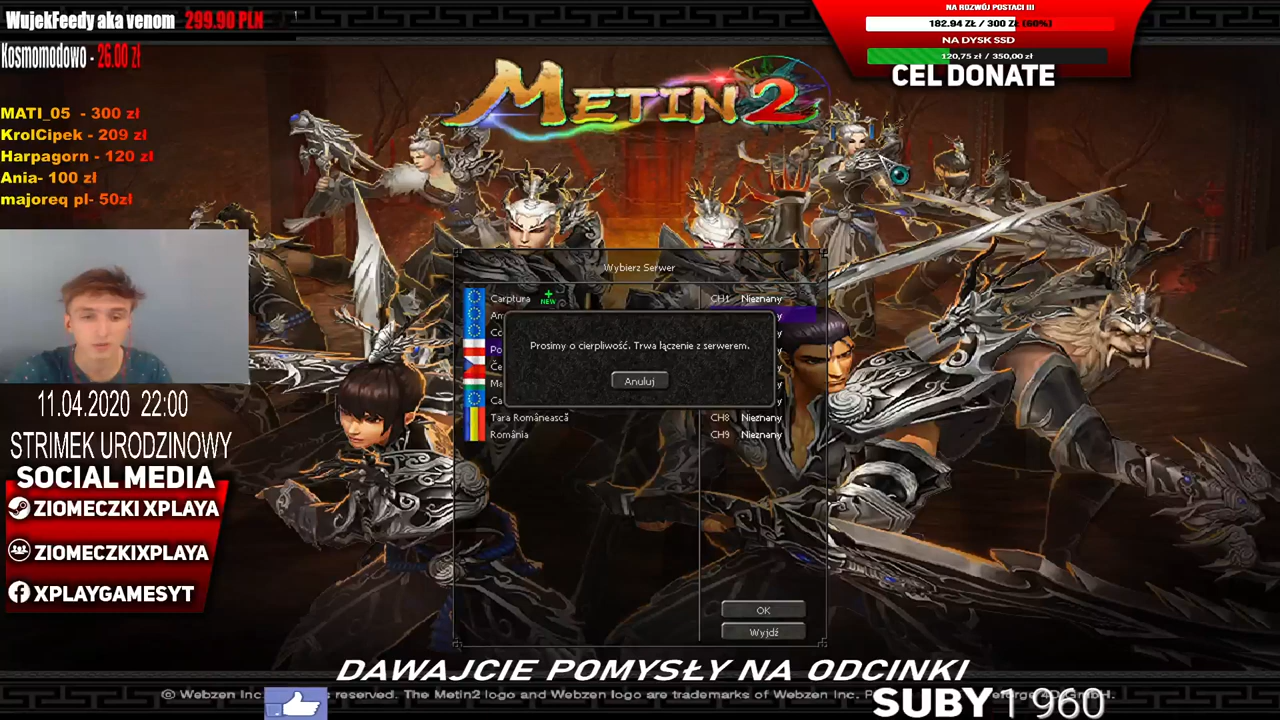 WujekFeedy aka venom 299.90 PLN
Kosmomodowo - 26.00 zł
MATI_05 - 300 zł
KrolCipek - 209 zł
Harpagorn - 120 zł
Ania- 100 zł
majoreq pl- 50zł
NA ROZWÓJ POSTACI !!!
182.94 ZŁ / 300 ZŁ (60%)
NA DYSK SSD
120,75 zł / 350,00 zł
CEL DONATE
METIN2
Wybierz Serwer
Carptura NEW CH1 Nieznany
Prosimy o cierpliwość. Trwa łączenie z serwerem.
Anuluj
Tara Românească CH8 Nieznany
România CH9 Nieznany
OK
Wyjdź
11.04.2020 22:00
STRIMEK URODZINOWY
SOCIAL MEDIA
ZIOMECZKI XPLAYA
ZIOMECZKIXPLAYA
XPLAYGAMESYT
DAWAJCIE POMYSŁY NA ODCINKI
© Webzen Inc. reserved. The Metin2 logo and Webzen logo are trademarks of Webzen Inc.
SUBY 1 960